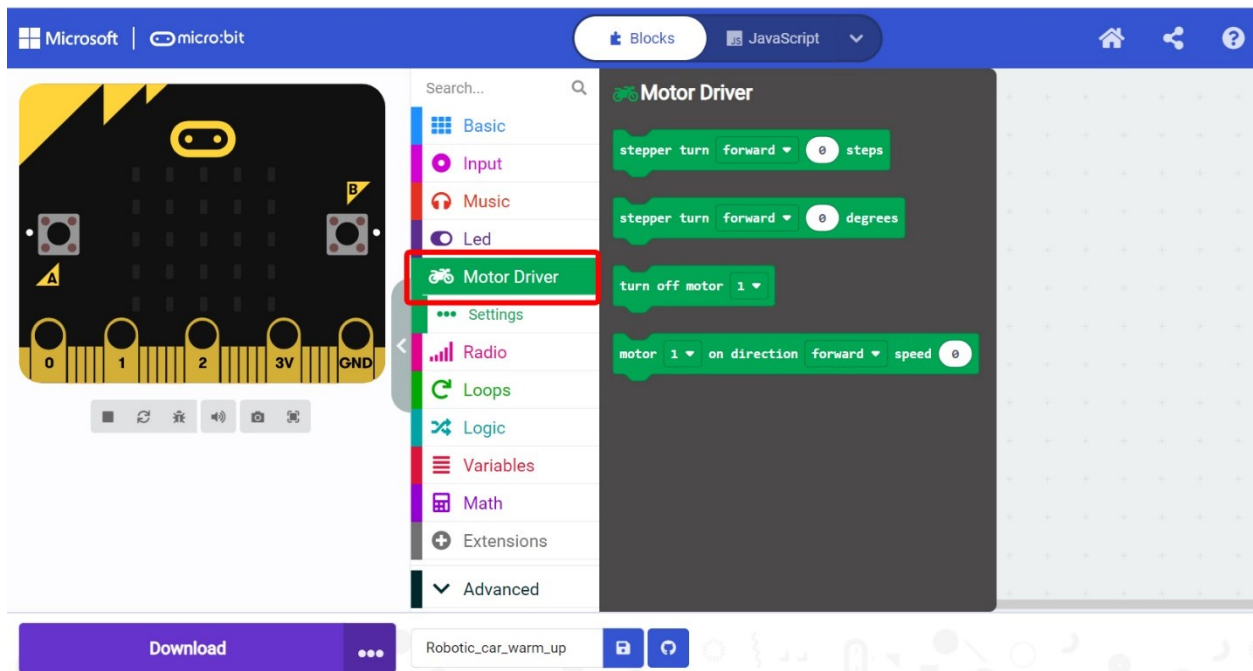 Microsoft | micro:bit
Blocks
JS JavaScript
Search...
Basic
Input
Music
Led
Motor Driver
Settings
Radio
Loops
Logic
Variables
Math
Extensions
Advanced
Motor Driver
stepper turn forward 0 steps
stepper turn forward 0 degrees
turn off motor 1
motor 1 on direction forward speed 0
B
A
0 1 2 3V GND
Download
Robotic_car_warm_up